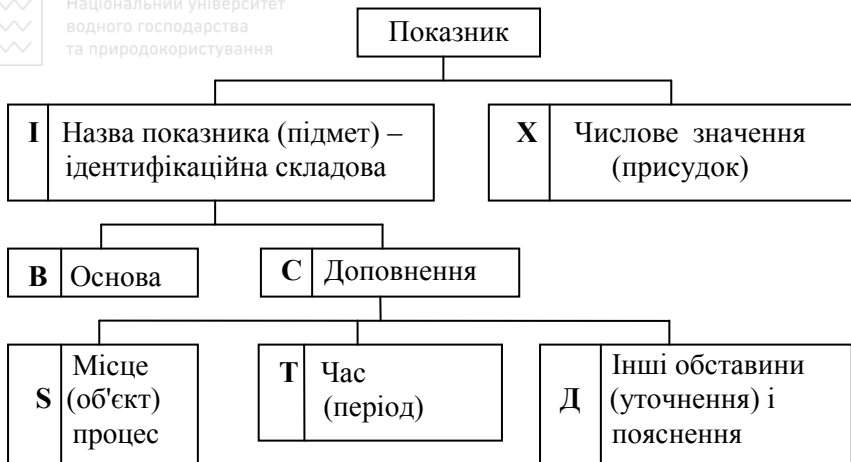 Національний університет
водного господарства
та природокористування
Показник
I Назва показника (підмет) –
ідентифікаційна складова
X Числове значення
(присудок)
B Основа
C Доповнення
S Місце
(об'єкт)
процес
T Час
(період)
Д Інші обставини
(уточнення) і
пояснення